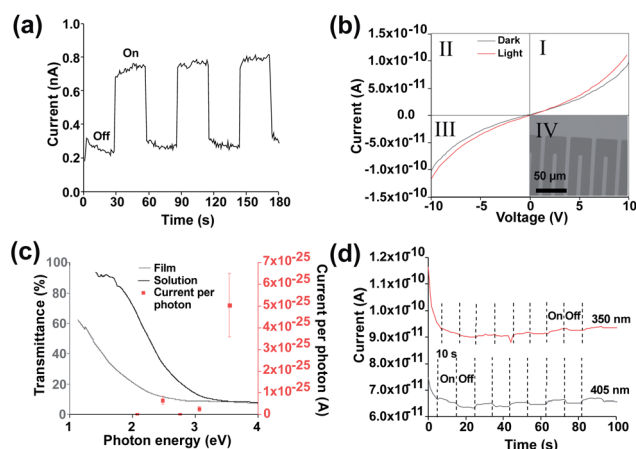 (a)
Current (nA)
1.0
0.8
0.6
0.4
0.2
0.0
On
Off
0 30 60 90 120 150 180
Time (s)
(b)
Current (A)
1.5x10⁻¹⁰
1.0x10⁻¹⁰
5.0x10⁻¹¹
0.0
-5.0x10⁻¹¹
-1.0x10⁻¹⁰
-1.5x10⁻¹⁰
II
Dark
Light
I
III
IV
50 µm
-10 -5 0 5 10
Voltage (V)
(c)
Transmittance (%)
100
80
60
40
20
0
Film
Solution
Current per
photon
7x10⁻²⁵
6x10⁻²⁵
5x10⁻²⁵
4x10⁻²⁵
3x10⁻²⁵
2x10⁻²⁵
1x10⁻²⁵
0
Current per photon (A)
1 2 3 4
Photon energy (eV)
(d)
Current (A)
1.2x10⁻¹⁰
1.1x10⁻¹⁰
1.0x10⁻¹⁰
9.0x10⁻¹¹
8.0x10⁻¹¹
7.0x10⁻¹¹
6.0x10⁻¹¹
On Off
350 nm
10 s
On Off
405 nm
0 20 40 60 80 100
Time (s)